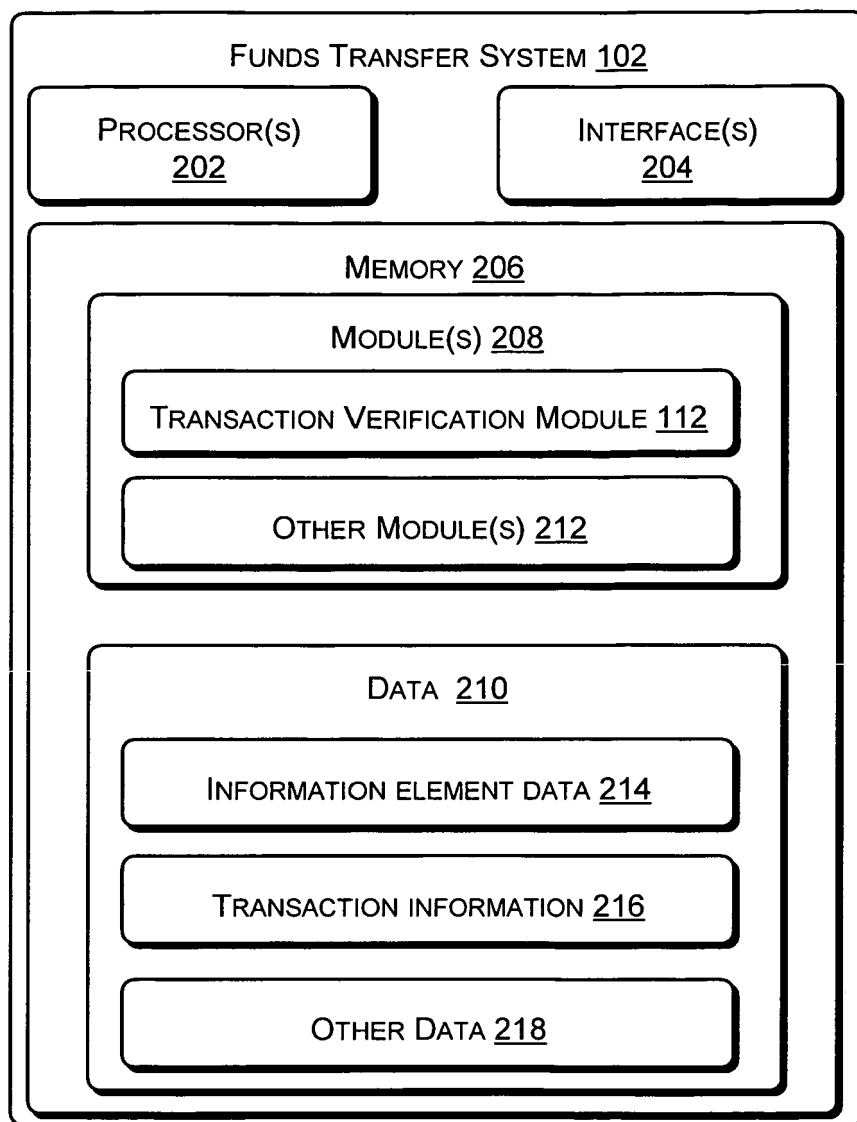 FUNDS TRANSFER SYSTEM 102
PROCESSOR(S)
202
INTERFACE(S)
204
MEMORY 206
MODULE(S) 208
TRANSACTION VERIFICATION MODULE 112
OTHER MODULE(S) 212
DATA 210
INFORMATION ELEMENT DATA 214
TRANSACTION INFORMATION 216
OTHER DATA 218